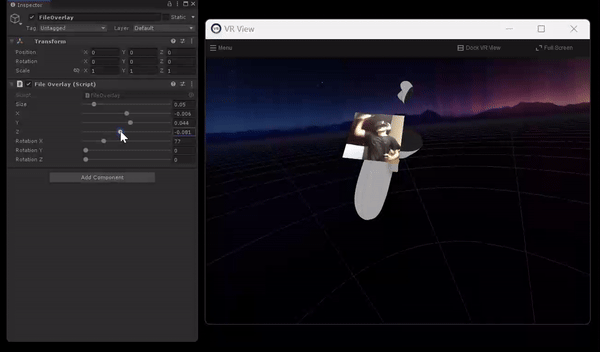 Inspector
FileOverlay
Static
Tag Untagged
Layer Default
Transform
Position X 0 Y 0 Z 0
Rotation X 0 Y 0 Z 0
Scale X 1 Y 1 Z 1
File Overlay (Script)
Script FileOverlay
Size 0.05
X -0.006
Y 0.044
Z -0.081
Rotation X 77
Rotation Y 0
Rotation Z 0
Add Component
VR View
Menu
Dock VR View
Full Screen